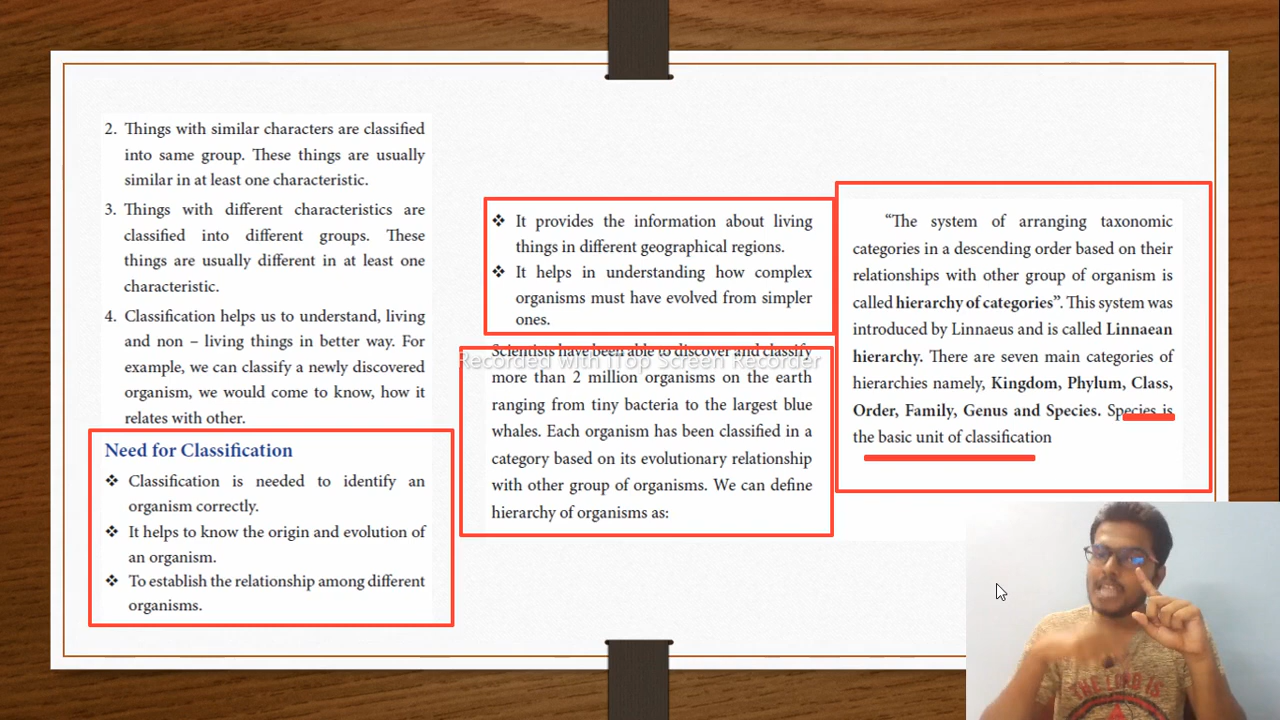 2. Things with similar characters are classified
into same group. These things are usually
similar in at least one characteristic.
3. Things with different characteristics are
classified into different groups. These
things are usually different in at least one
characteristic.
4. Classification helps us to understand, living
and non – living things in better way. For
example, we can classify a newly discovered
organism, we would come to know, how it
relates with other.
Need for Classification
❖ Classification is needed to identify an
organism correctly.
❖ It helps to know the origin and evolution of
an organism.
❖ To establish the relationship among different
organisms.
❖ It provides the information about living
things in different geographical regions.
❖ It helps in understanding how complex
organisms must have evolved from simpler
ones.
Scientists have been able to discover and classify
Recorded with iTop Screen Recorder
more than 2 million organisms on the earth
ranging from tiny bacteria to the largest blue
whales. Each organism has been classified in a
category based on its evolutionary relationship
with other group of organisms. We can define
hierarchy of organisms as:
“The system of arranging taxonomic
categories in a descending order based on their
relationships with other group of organism is
called hierarchy of categories”. This system was
introduced by Linnaeus and is called Linnaean
hierarchy. There are seven main categories of
hierarchies namely, Kingdom, Phylum, Class,
Order, Family, Genus and Species. Species is
the basic unit of classification